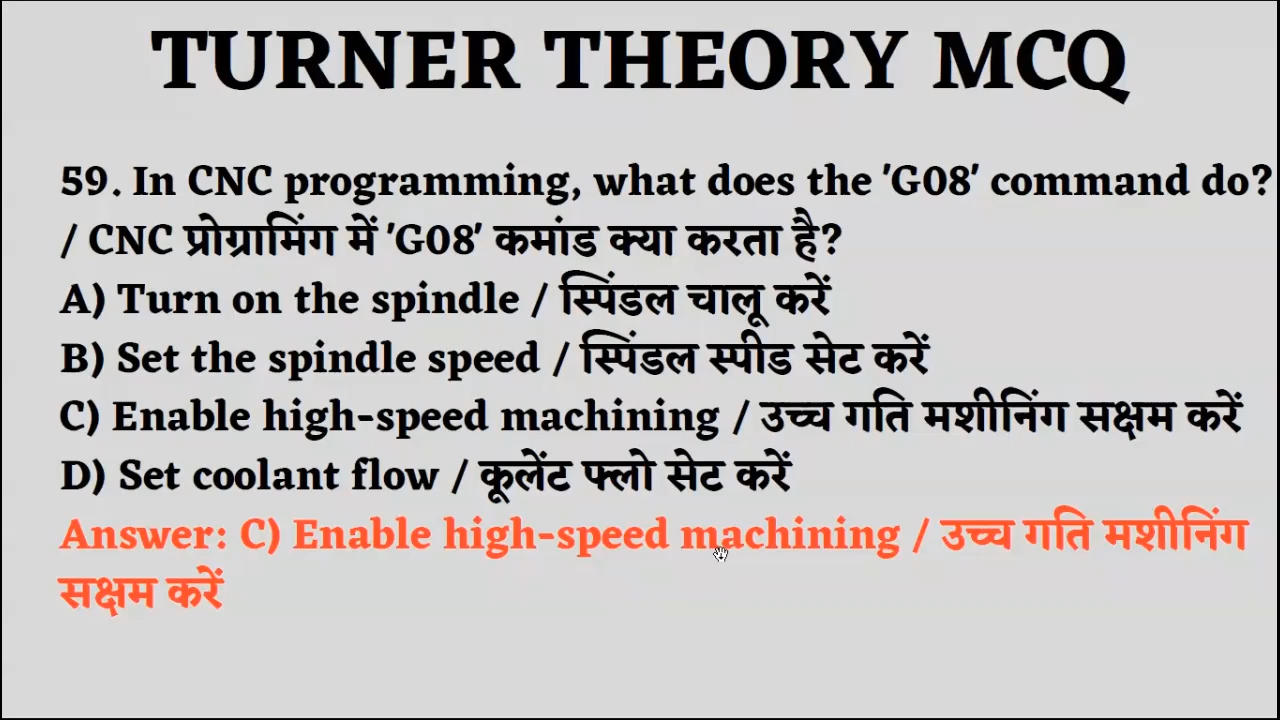 TURNER THEORY MCQ
59. In CNC programming, what does the 'G08' command do?
/ CNC प्रोग्रामिंग में 'G08' कमांड क्या करता है?
A) Turn on the spindle / स्पिंडल चालू करें
B) Set the spindle speed / स्पिंडल स्पीड सेट करें
C) Enable high-speed machining / उच्च गति मशीनिंग सक्षम करें
D) Set coolant flow / कूलेंट फ्लो सेट करें
Answer: C) Enable high-speed machining / उच्च गति मशीनिंग
सक्षम करें